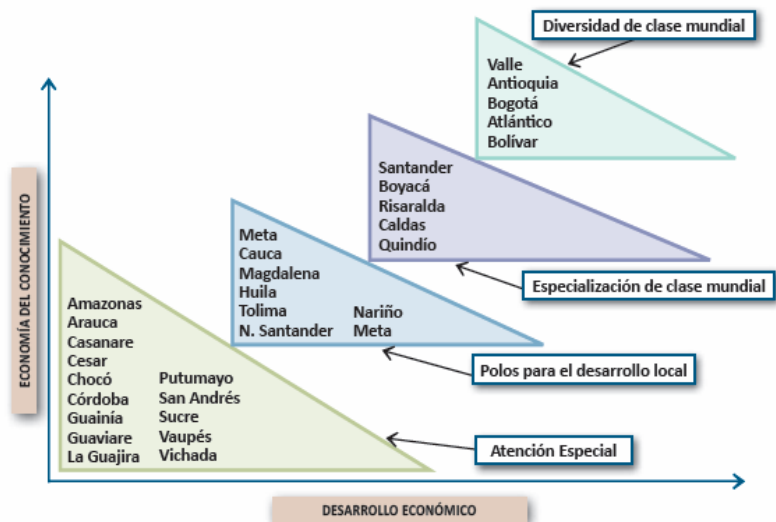 Diversidad de clase mundial
Valle
Antioquia
Bogotá
Atlántico
Bolívar
Santander
Boyacá
Risaralda
Caldas
Quindío
Especialización de clase mundial
Meta
Cauca
Magdalena
Huila
Tolima
N. Santander
Nariño
Meta
Polos para el desarrollo local
Amazonas
Arauca
Casanare
Cesar
Chocó
Córdoba
Guainía
Guaviare
La Guajira
Putumayo
San Andrés
Sucre
Vaupés
Vichada
Atención Especial
ECONOMÍA DEL CONOCIMIENTO
DESARROLLO ECONÓMICO